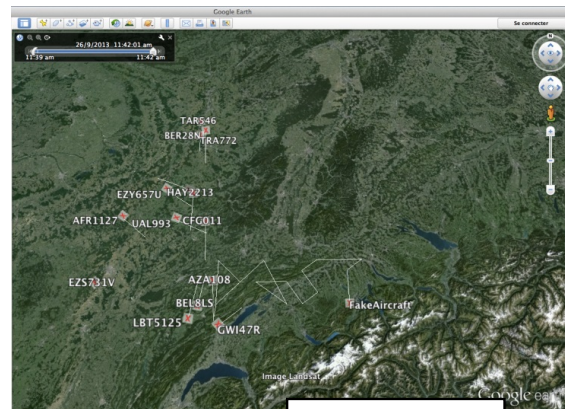 Google Earth
Se connecter
26/9/2013 11:42:01 am
11:39 am 11:42 am
TAR546
BER28N
TRA772
EZY657U HAY2213
AFR1127
UAL993 CFG011
EZS731V
AZA108
BEL8LS
FakeAircraft
LBT5125
GWI47R
Image Landsat
Google ear